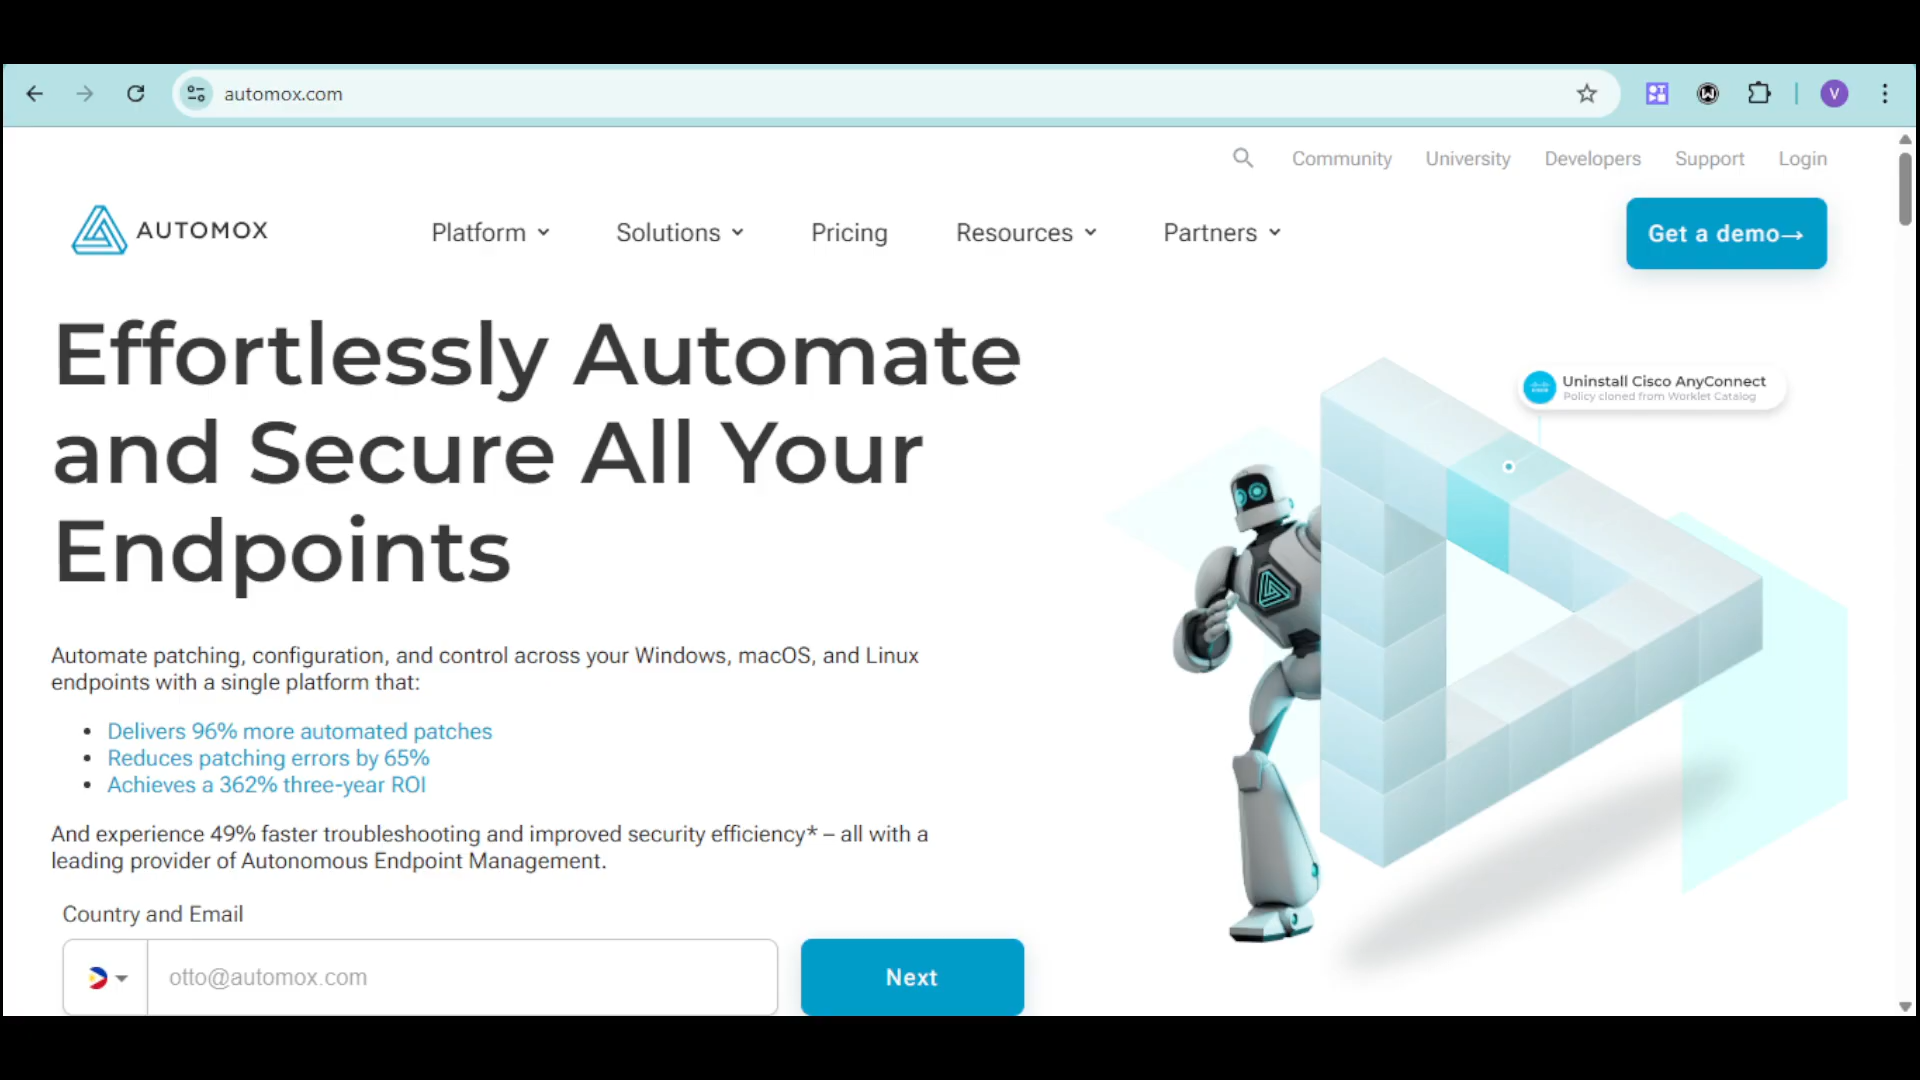 automox.com
V
Community
University
Developers
Support
Login
AUTOMOX
Platform
Solutions
Pricing
Resources
Partners
Get a demo→
Effortlessly Automate
and Secure All Your
Endpoints
Uninstall Cisco AnyConnect
Policy cloned from Worklet Catalog
Automate patching, configuration, and control across your Windows, macOS, and Linux
endpoints with a single platform that:
• Delivers 96% more automated patches
• Reduces patching errors by 65%
• Achieves a 362% three-year ROI
And experience 49% faster troubleshooting and improved security efficiency* – all with a
leading provider of Autonomous Endpoint Management.
Country and Email
otto@automox.com
Next